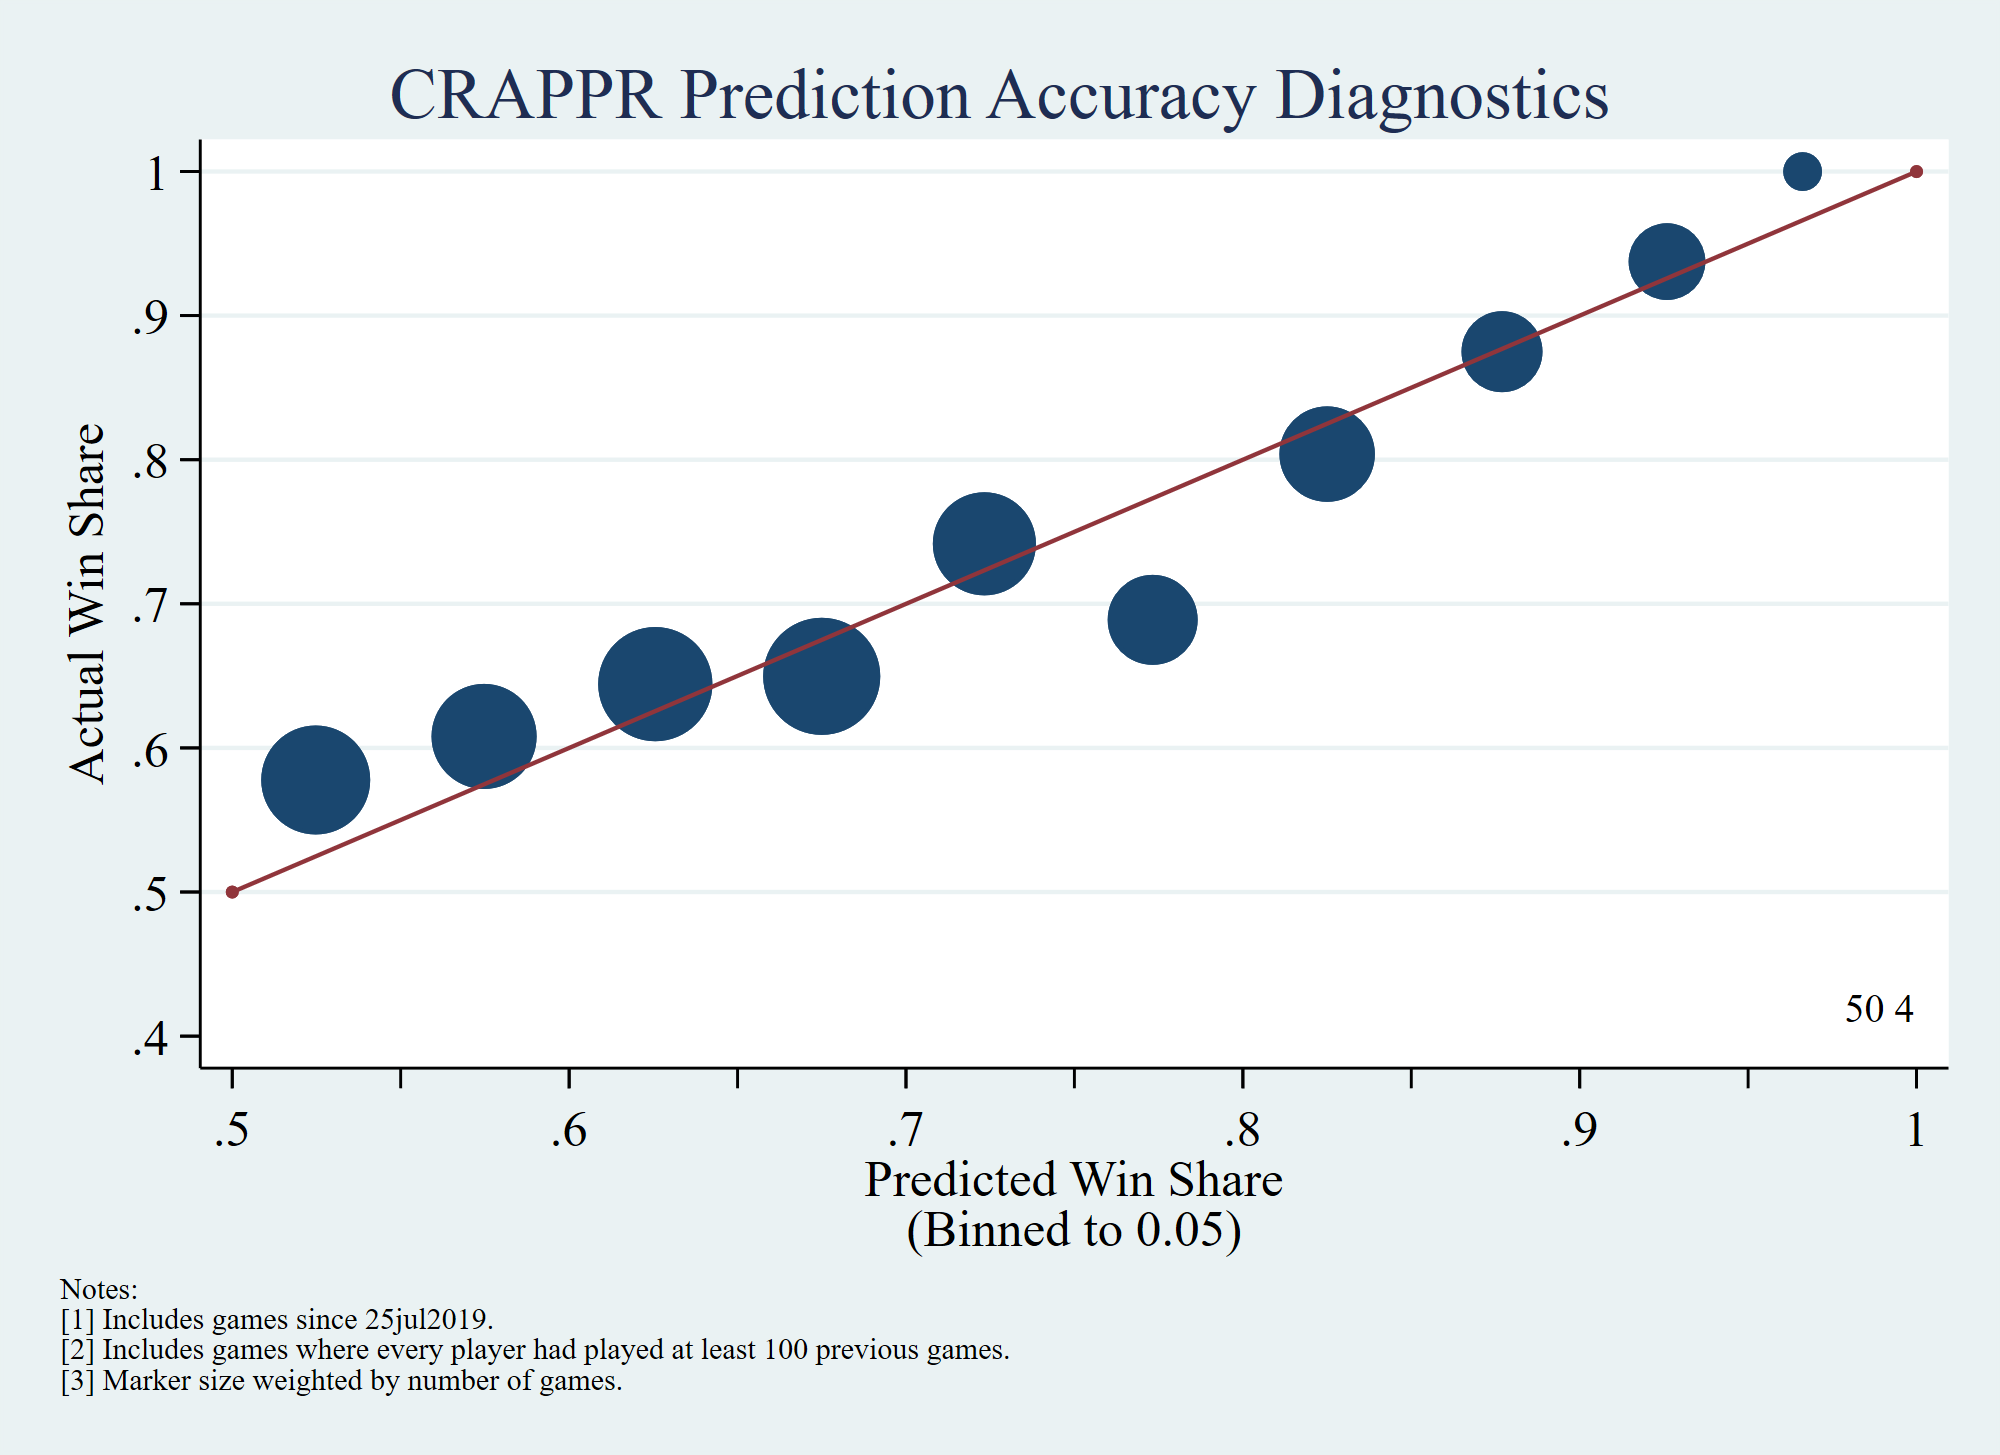 CRAPPR Prediction Accuracy Diagnostics
1
.9
.8
.7
.6
.5
.4
Actual Win Share
50 4
.5 .6 .7 .8 .9 1
Predicted Win Share
(Binned to 0.05)
Notes:
[1] Includes games since 25jul2019.
[2] Includes games where every player had played at least 100 previous games.
[3] Marker size weighted by number of games.